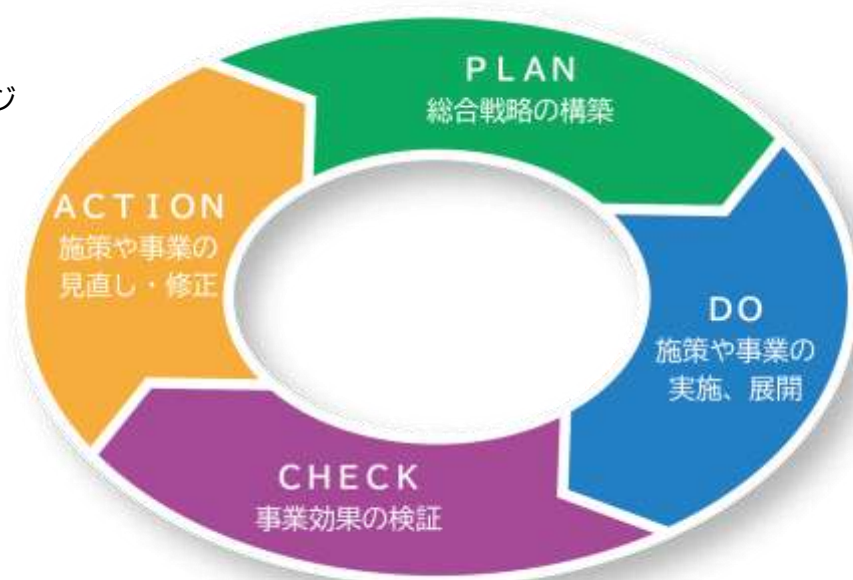 ジ
PLAN
総合戦略の構築
DO
施策や事業の
実施、展開
CHECK
事業効果の検証
ACTION
施策や事業の
見直し・修正